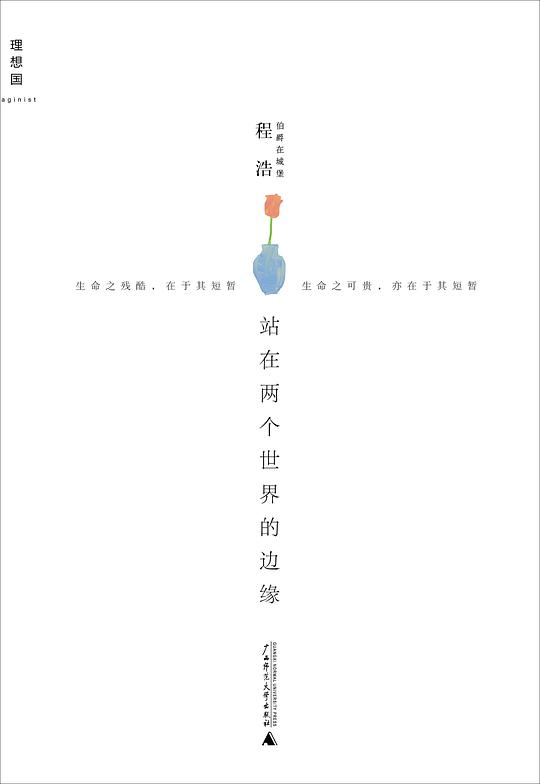 理想国
aginist
程浩
伯爵在城堡
生命之残酷，在于其短暂
生命之可贵，亦在于其短暂
站在两个世界的边缘
广西师范大学出版社
GUANGXI NORMAL UNIVERSITY PRESS